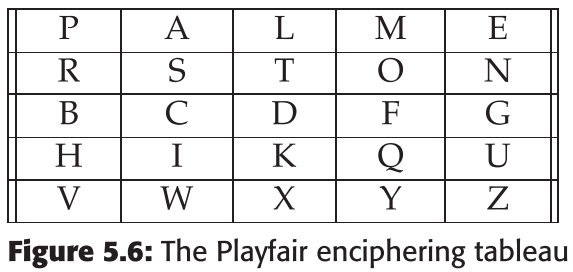 P A L M E
R S T O N
B C D F G
H I K Q U
V W X Y Z
Figure 5.6: The Playfair enciphering tableau